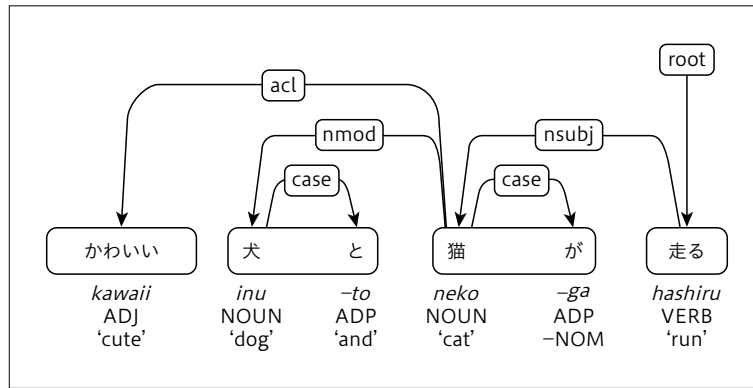 root
acl
nmod
nsubj
case
case
かわいい 犬 と 猫 が 走る
kawaii inu –to neko –ga hashiru
ADJ NOUN ADP NOUN ADP VERB
‘cute’ ‘dog’ ‘and’ ‘cat’ –NOM ‘run’